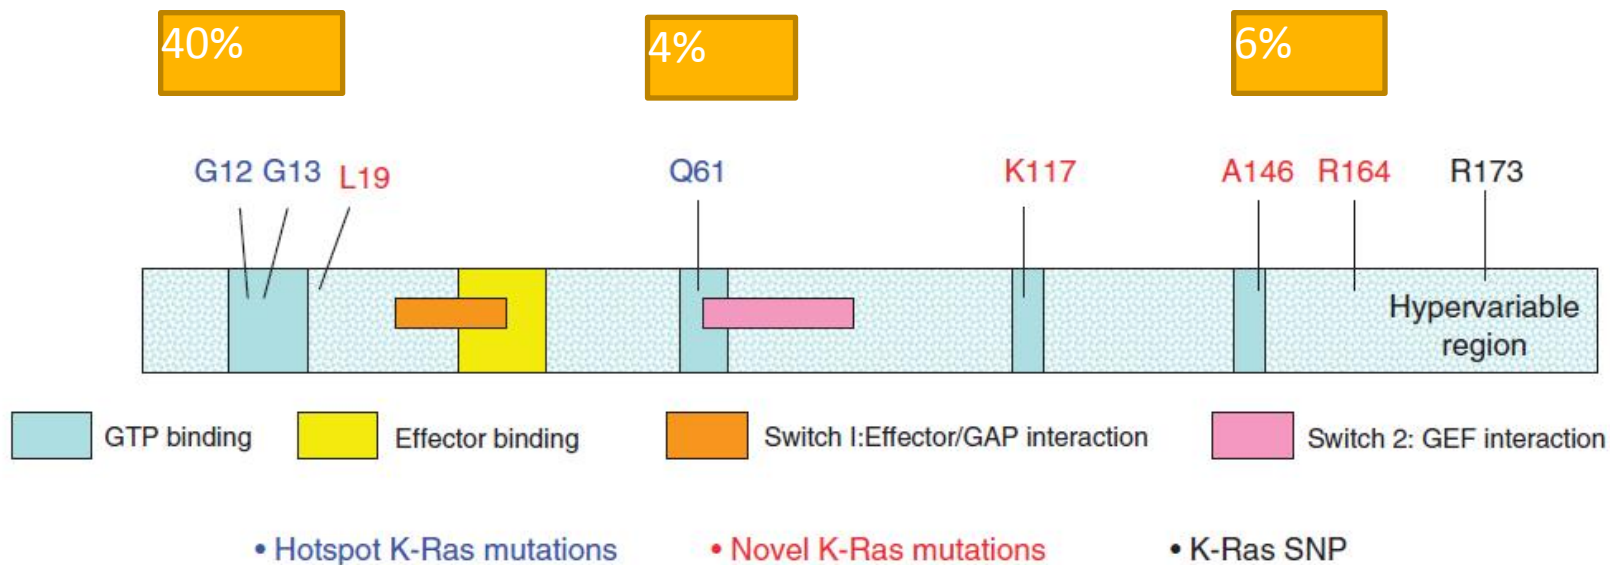 40% 4% 6%
G12 G13 L19 Q61 K117 A146 R164 R173
Hypervariable
region
GTP binding Effector binding Switch I:Effector/GAP interaction Switch 2: GEF interaction
• Hotspot K-Ras mutations • Novel K-Ras mutations • K-Ras SNP